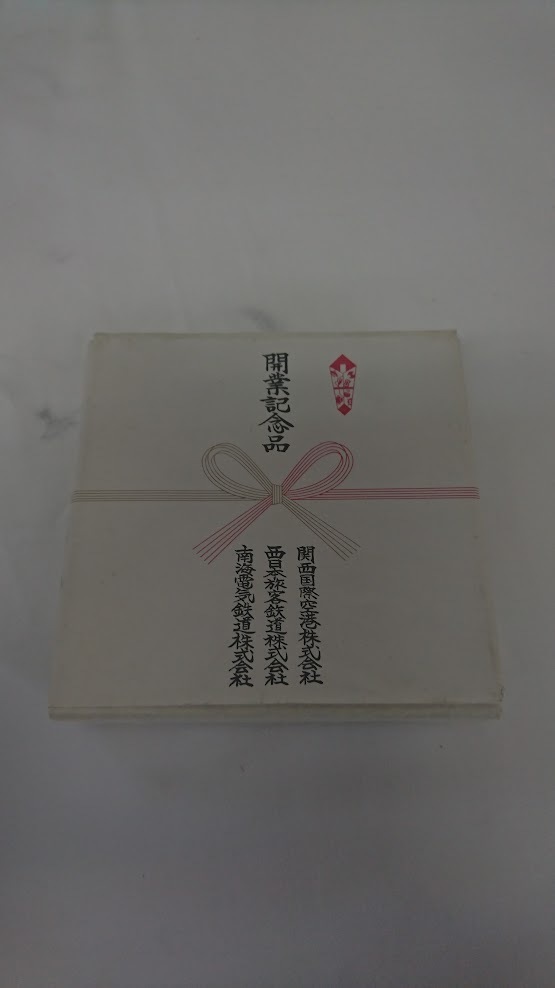 開業記念品
関西国際空港株式会社
西日本旅客鉄道株式会社
南海電気鉄道株式会社